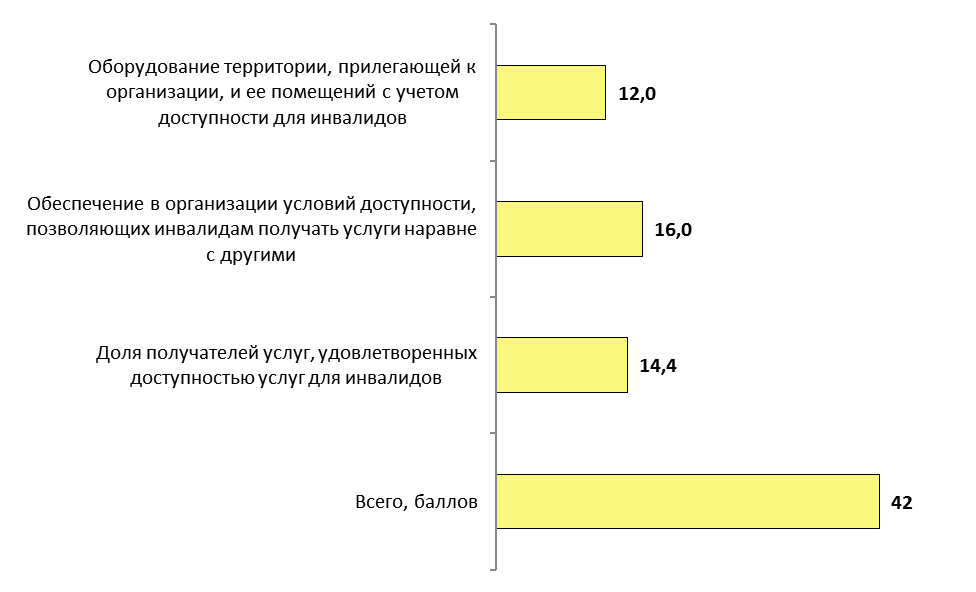 Оборудование территории, прилегающей к
организации, и ее помещений с учетом
доступности для инвалидов
12,0
Обеспечение в организации условий доступности,
позволяющих инвалидам получать услуги наравне
с другими
16,0
Доля получателей услуг, удовлетворенных
доступностью услуг для инвалидов
14,4
Всего, баллов
42